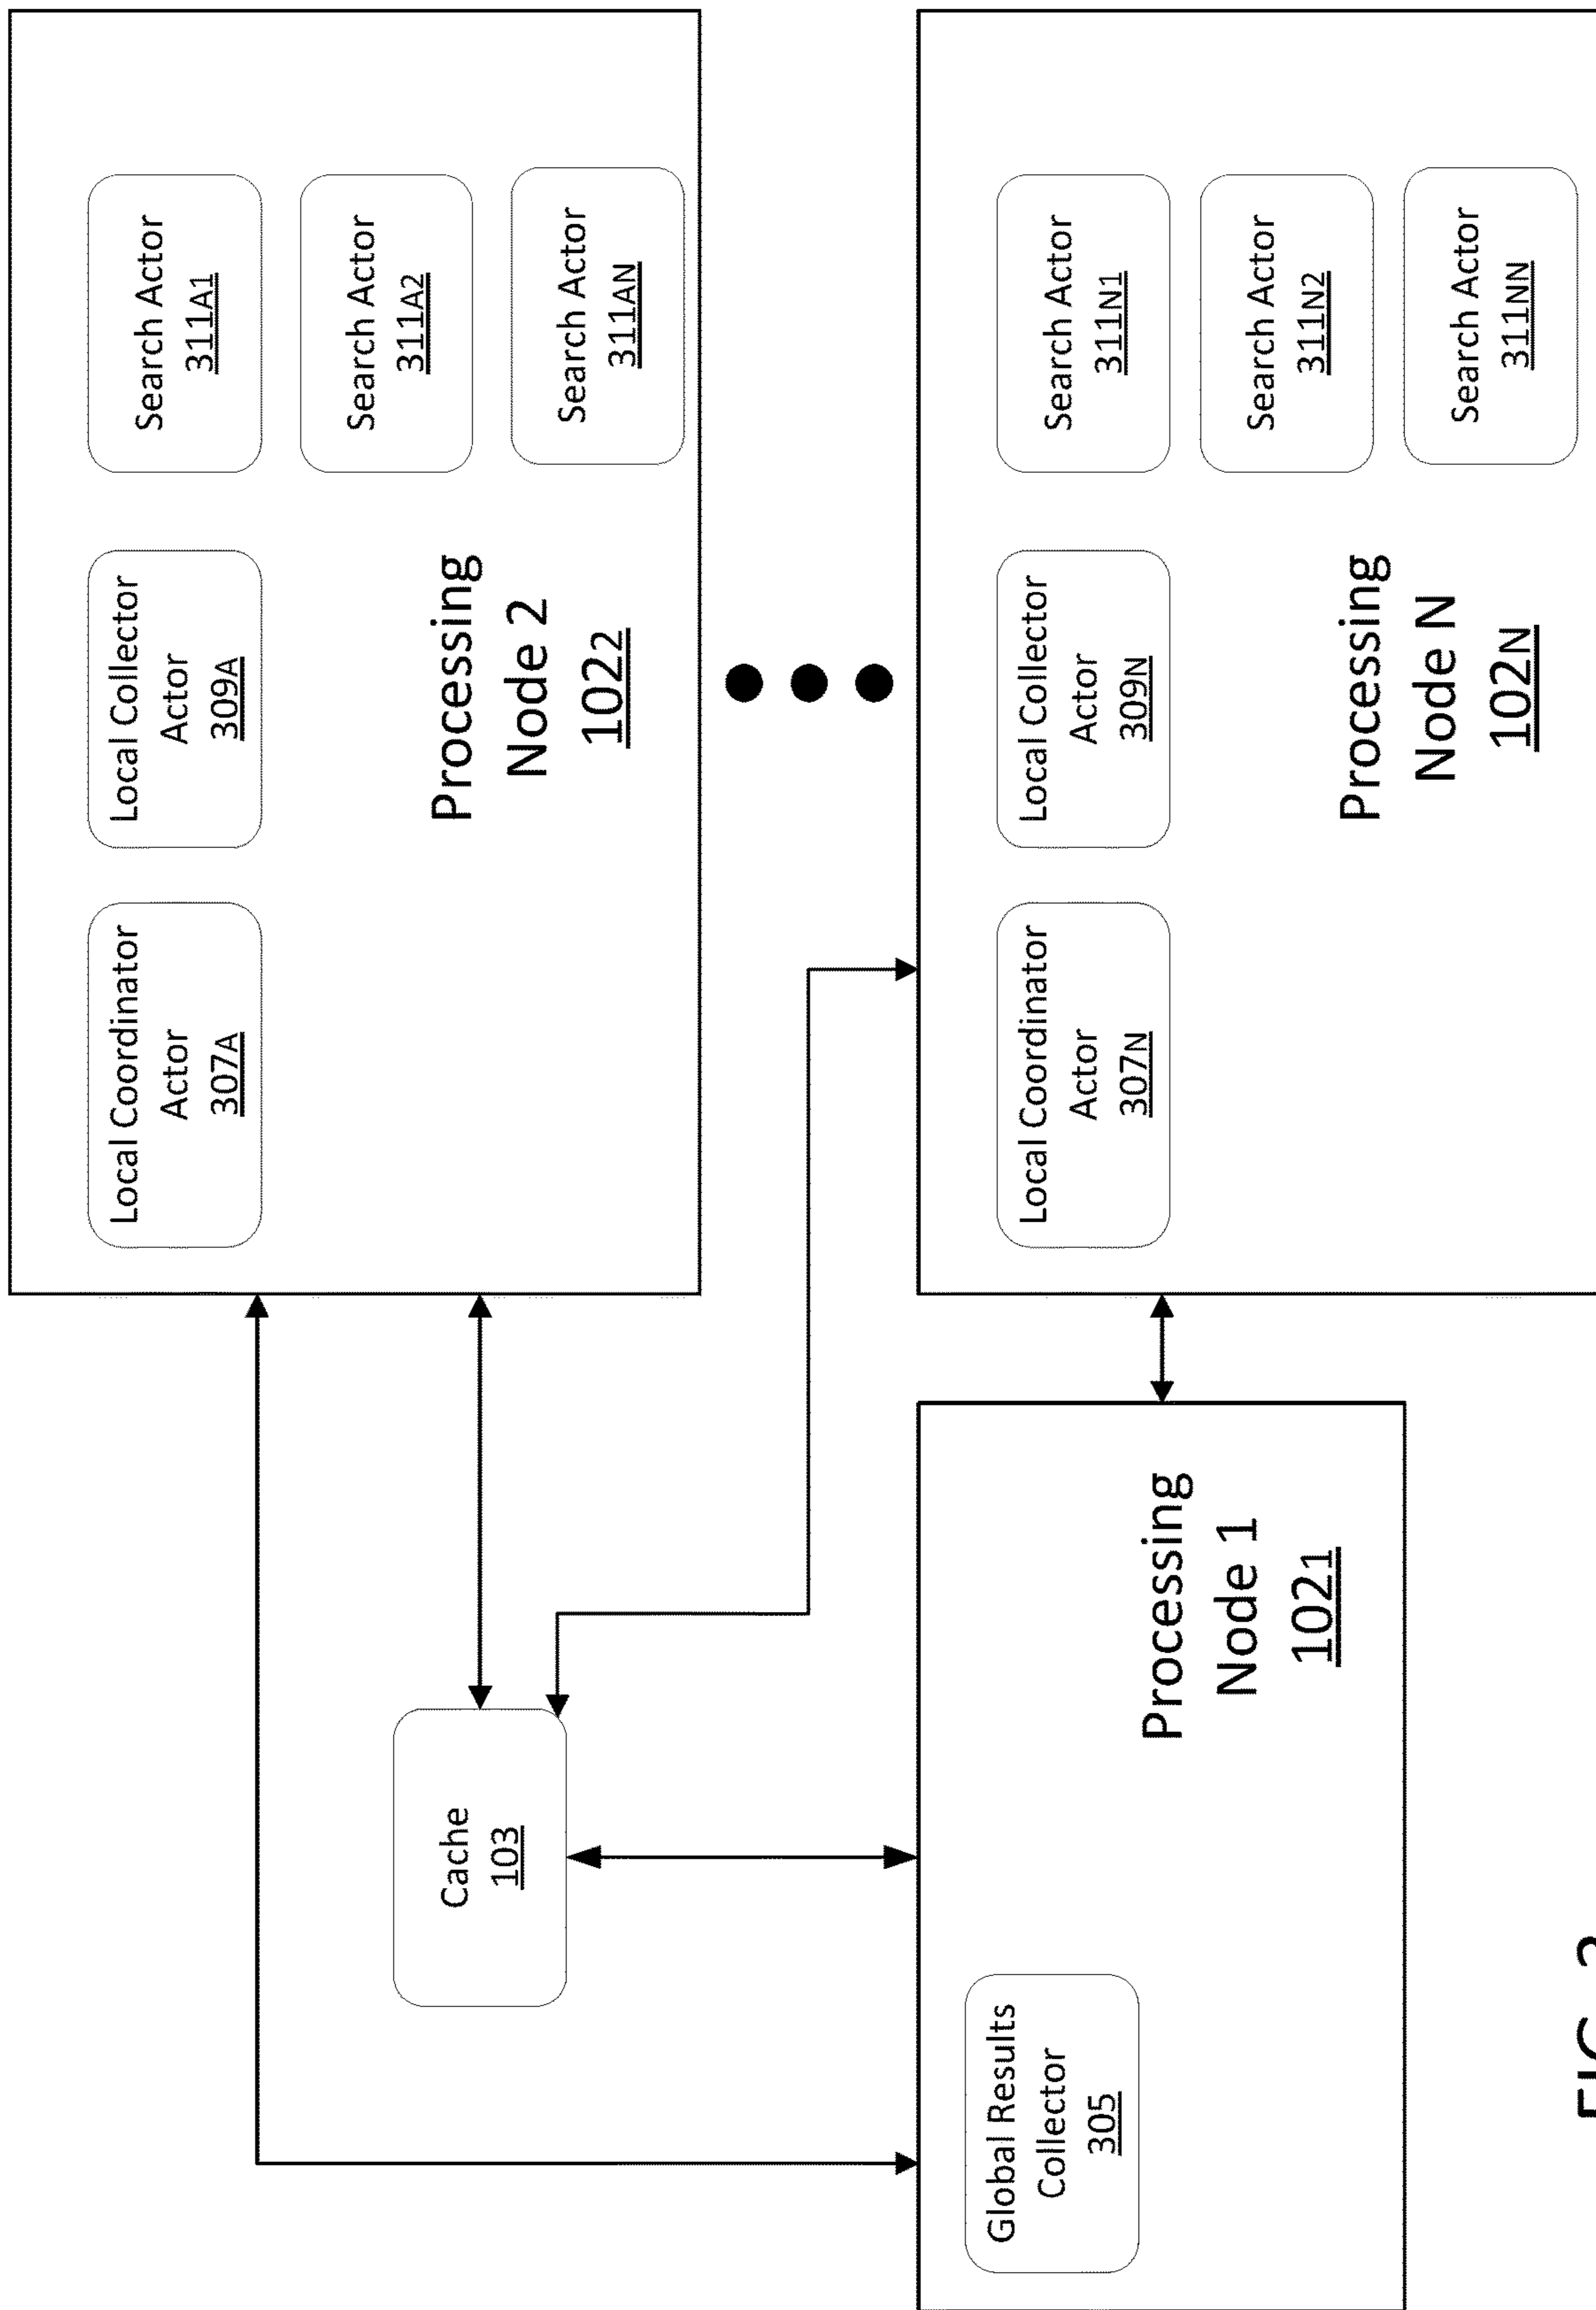 Local Coordinator
Actor
307A
Local Collector
Actor
309A
Search Actor
311A1
Search Actor
311A2
Search Actor
311AN
Processing
Node 2
102₂
Cache
103
Global Results
Collector
305
Processing
Node 1
102₁
Local Coordinator
Actor
307N
Local Collector
Actor
309N
Search Actor
311N1
Search Actor
311N2
Search Actor
311NN
Processing
Node N
102N
FIG.